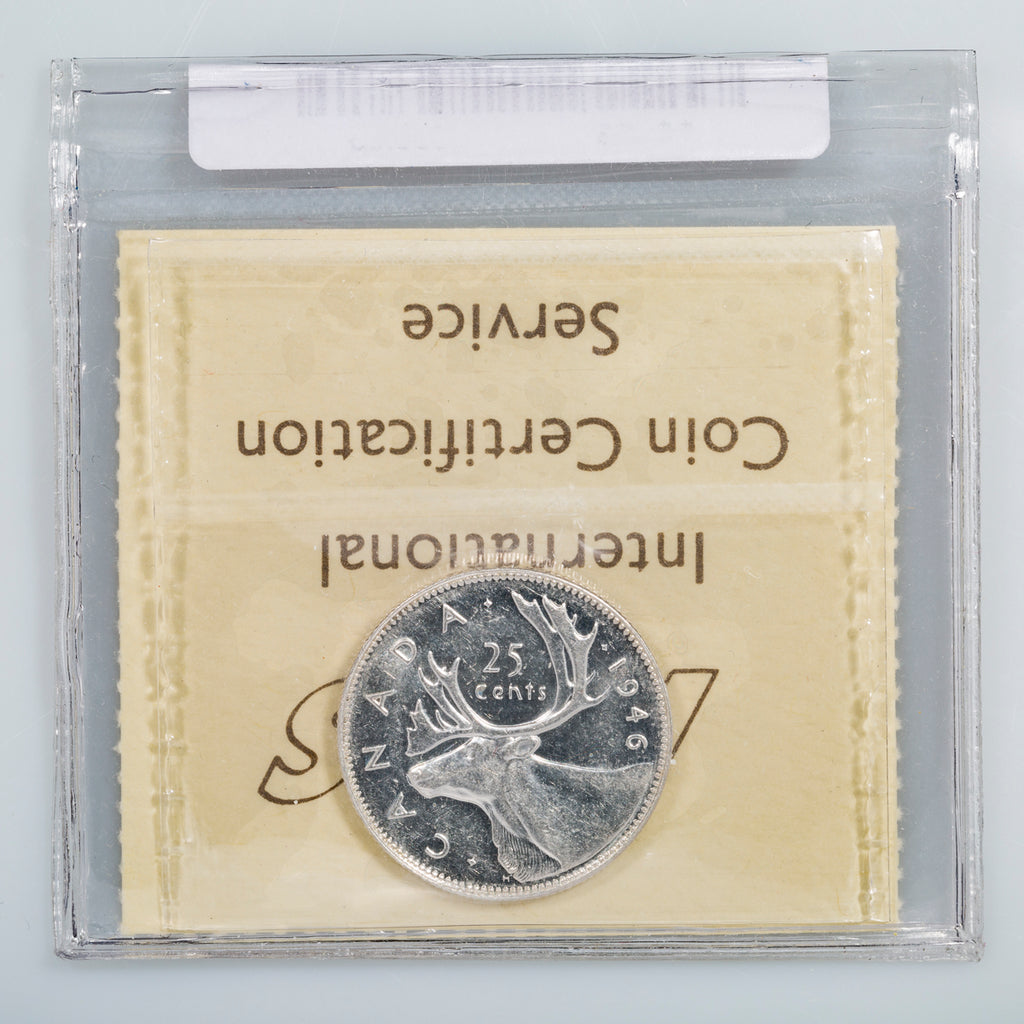 International
Coin Certification
Service
CANADA
25
cents
1946
H